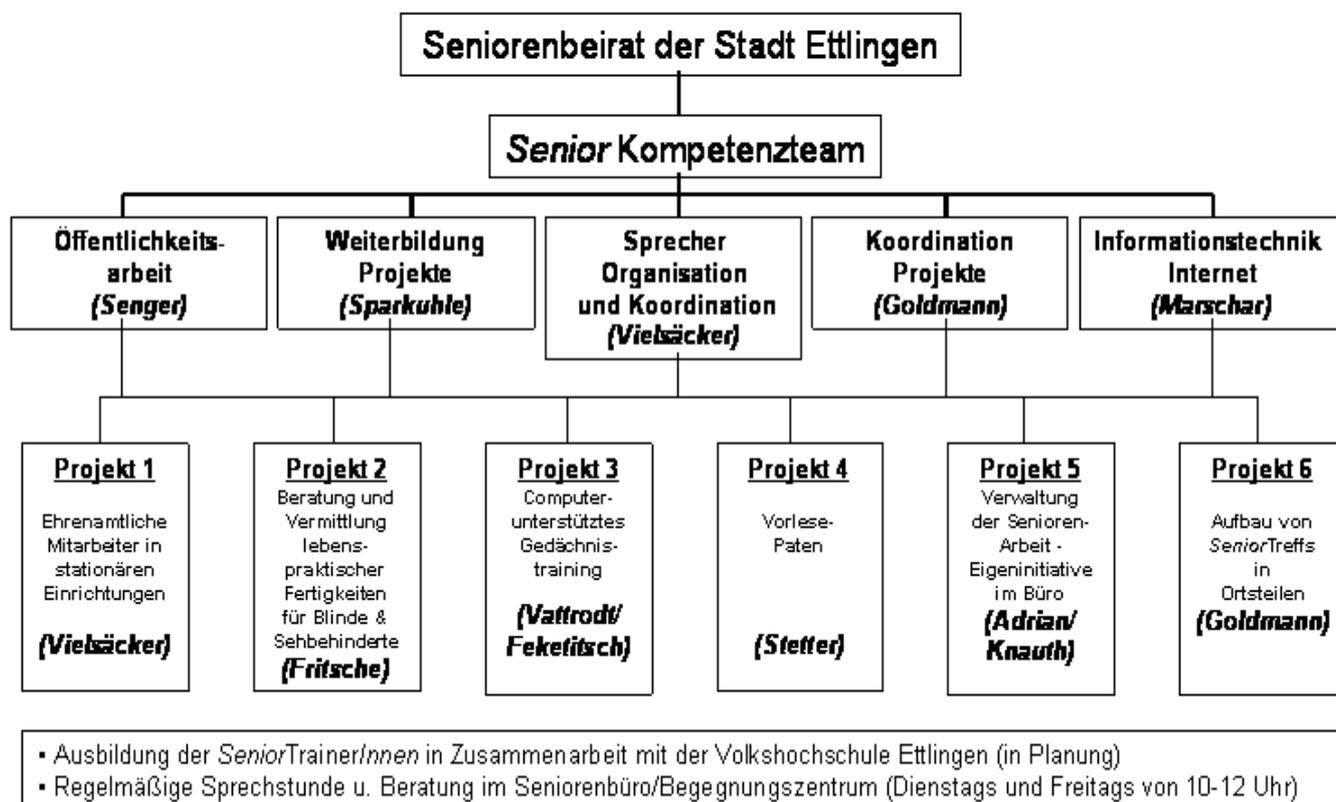 Seniorenbeirat der Stadt Ettlingen
Senior Kompetenzteam
Öffentlichkeits-
arbeit
(Senger)
Weiterbildung
Projekte
(Sparkuhle)
Sprecher
Organisation
und Koordination
(Vielsäcker)
Koordination
Projekte
(Goldmann)
Informationstechnik
Internet
(Marschar)
Projekt 1
Ehrenamtliche
Mitarbeiter in
stationären
Einrichtungen
(Vielsäcker)
Projekt 2
Beratung und
Vermittlung
lebens-
praktischer
Fertigkeiten
für Blinde &
Sehbehinderte
(Fritsche)
Projekt 3
Computer-
unterstütztes
Gedächnis-
training
(Vattrodt/
Feketitsch)
Projekt 4
Vorlese-
Paten
(Stetter)
Projekt 5
Verwaltung
der Senioren-
Arbeit -
Eigeninitiative
im Büro
(Adrian/
Knauth)
Projekt 6
Aufbau von
SeniorTreffs
in
Ortsteilen
(Goldmann)
▪ Ausbildung der SeniorTrainerInnen in Zusammenarbeit mit der Volkshochschule Ettlingen (in Planung)
▪ Regelmäßige Sprechstunde u. Beratung im Seniorenbüro/Begegnungszentrum (Dienstags und Freitags von 10-12 Uhr)